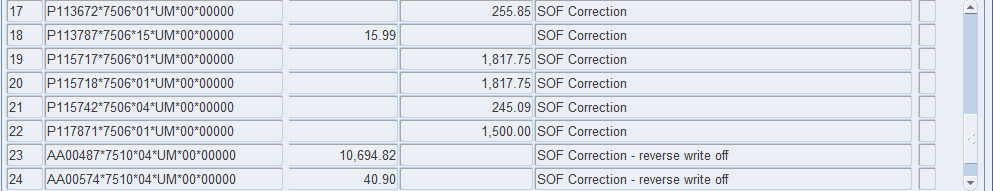 17 P113672*7506*01*UM*00*00000 255.85 SOF Correction
18 P113787*7506*15*UM*00*00000 15.99 SOF Correction
19 P115717*7506*01*UM*00*00000 1,817.75 SOF Correction
20 P115718*7506*01*UM*00*00000 1,817.75 SOF Correction
21 P115742*7506*04*UM*00*00000 245.09 SOF Correction
22 P117871*7506*01*UM*00*00000 1,500.00 SOF Correction
23 AA00487*7510*04*UM*00*00000 10,694.82 SOF Correction - reverse write off
24 AA00574*7510*04*UM*00*00000 40.90 SOF Correction - reverse write off